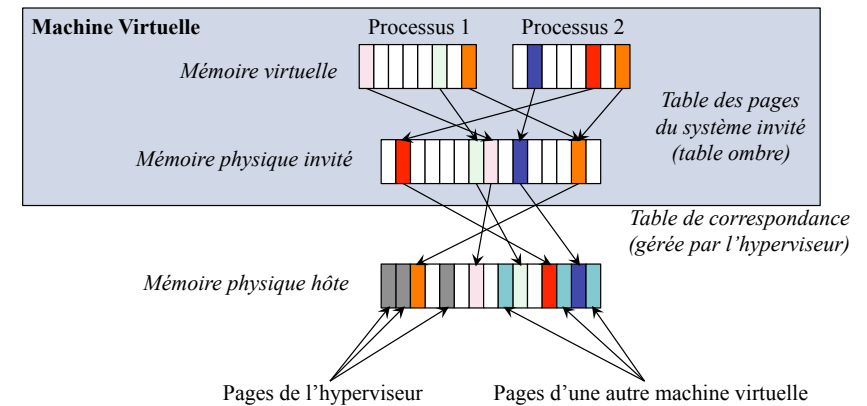 Machine Virtuelle
Processus 1
Processus 2
Mémoire virtuelle
Table des pages
du système invité
(table ombre)
Mémoire physique invité
Table de correspondance
(gérée par l’hyperviseur)
Mémoire physique hôte
Pages de l’hyperviseur
Pages d’une autre machine virtuelle